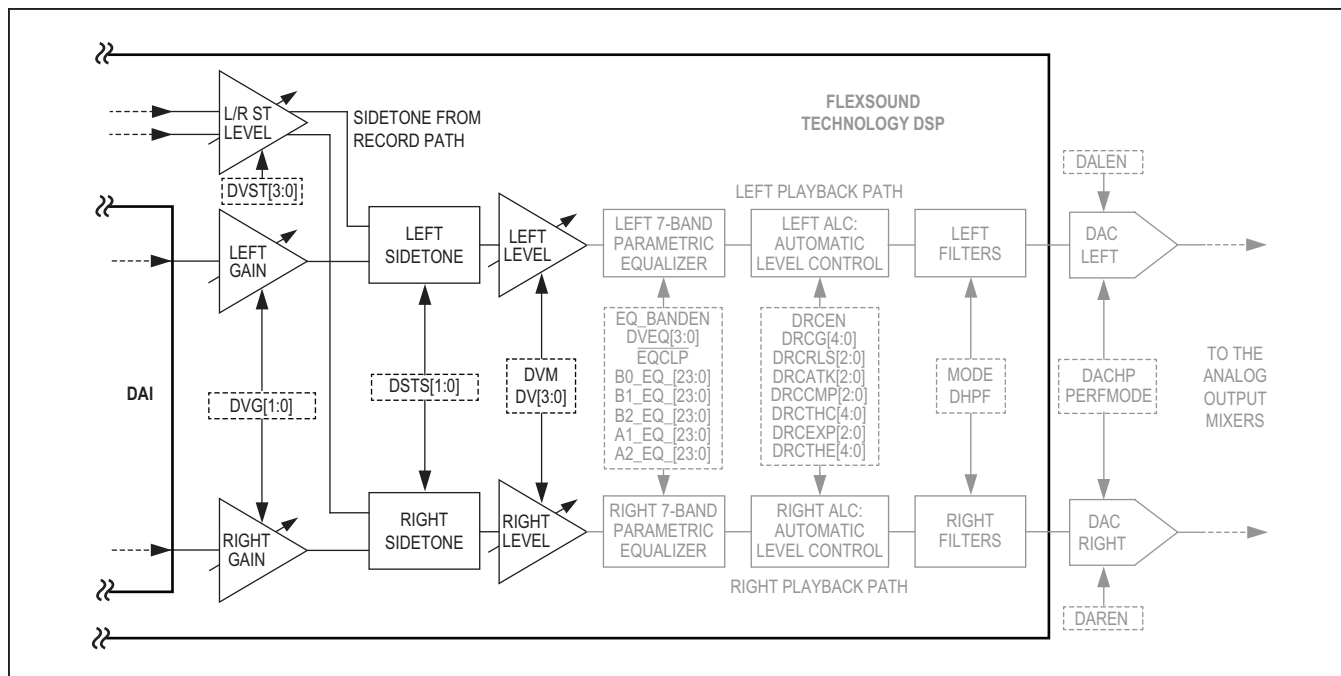 L/R ST
LEVEL
SIDETONE FROM
RECORD PATH
FLEXSOUND
TECHNOLOGY DSP
DVST[3:0]
LEFT PLAYBACK PATH
DALEN
LEFT
GAIN
LEFT
SIDETONE
LEFT
LEVEL
LEFT 7-BAND
PARAMETRIC
EQUALIZER
LEFT ALC:
AUTOMATIC
LEVEL CONTROL
LEFT
FILTERS
DAC
LEFT
DAI
DVG[1:0]
DSTS[1:0]
DVM
DV[3:0]
EQ_BANDEN
DVEQ[3:0]
EQCLP
B0_EQ_[23:0]
B1_EQ_[23:0]
B2_EQ_[23:0]
A1_EQ_[23:0]
A2_EQ_[23:0]
DRCEN
DRCG[4:0]
DRCRLS[2:0]
DRCATK[2:0]
DRCCMP[2:0]
DRCTHC[4:0]
DRCEXP[2:0]
DRCTHE[4:0]
MODE
DHPF
DACHP
PERFMODE
TO THE
ANALOG
OUTPUT
MIXERS
RIGHT
GAIN
RIGHT
SIDETONE
RIGHT
LEVEL
RIGHT 7-BAND
PARAMETRIC
EQUALIZER
RIGHT ALC:
AUTOMATIC
LEVEL CONTROL
RIGHT
FILTERS
DAC
RIGHT
RIGHT PLAYBACK PATH
DAREN